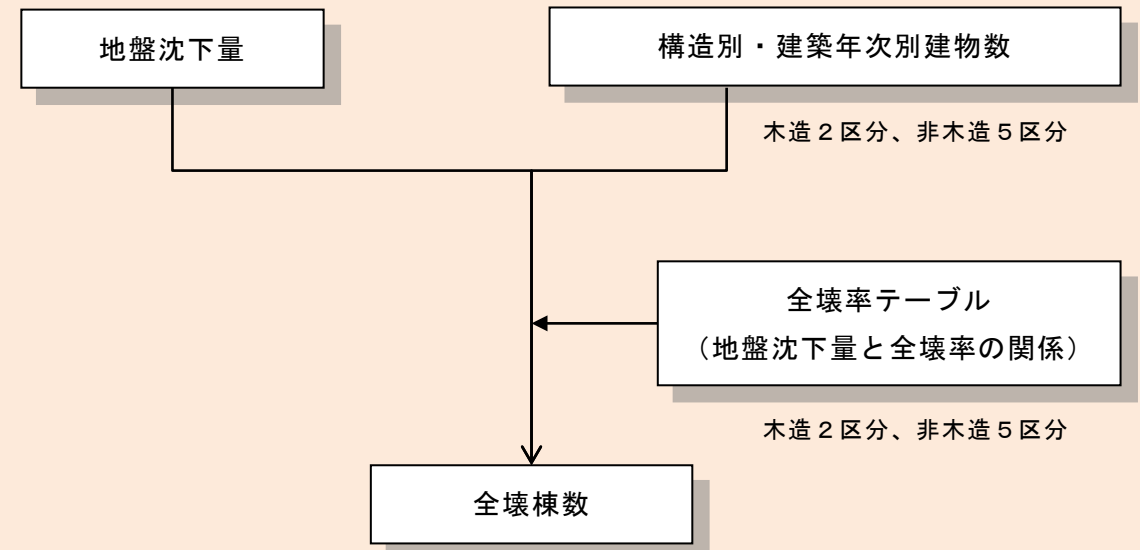 地盤沈下量
構造別・建築年次別建物数
木造２区分、非木造５区分
全壊率テーブル
（地盤沈下量と全壊率の関係）
木造２区分、非木造５区分
全壊棟数